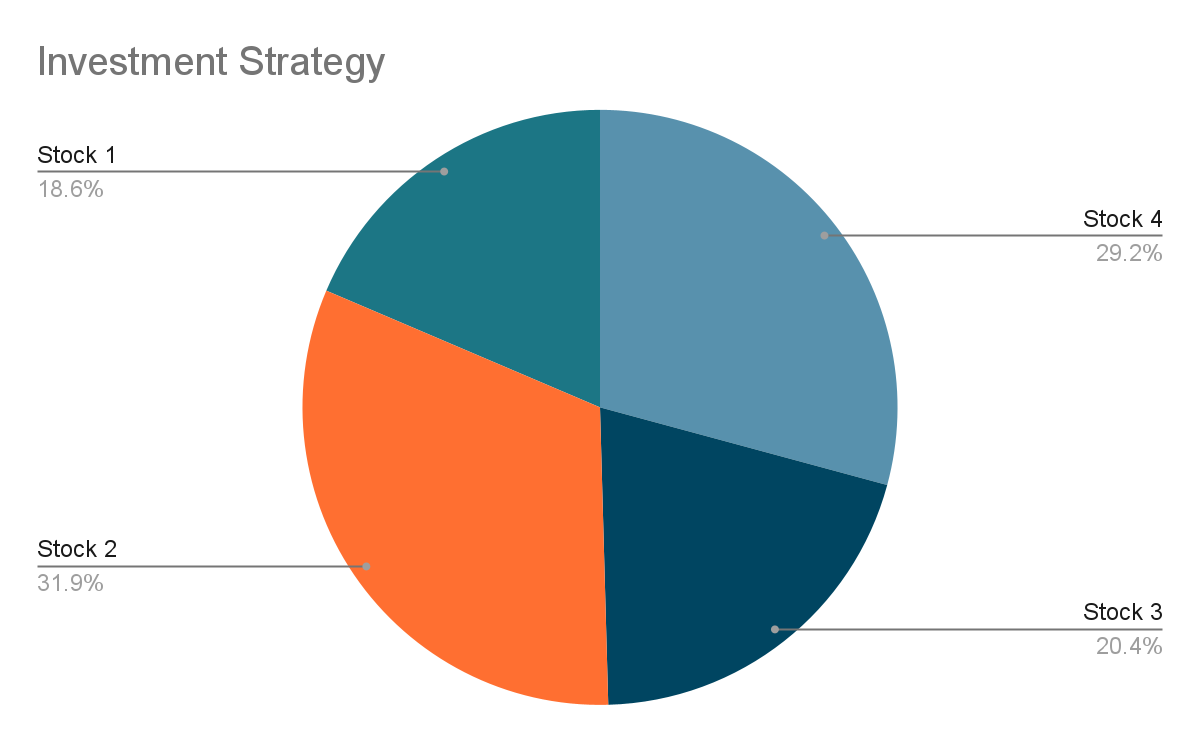 Investment Strategy
Stock 1
18.6%
Stock 4
29.2%
Stock 2
31.9%
Stock 3
20.4%